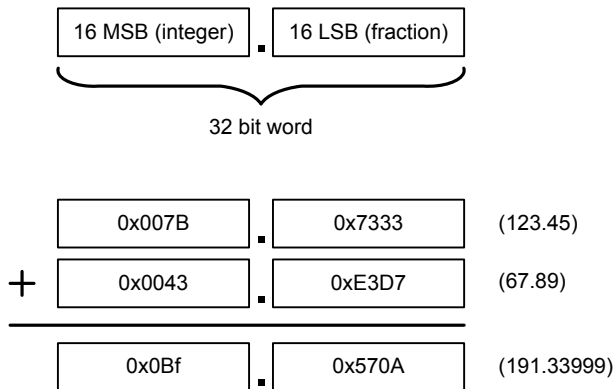 16 MSB (integer) . 16 LSB (fraction)
32 bit word
0x007B . 0x7333 (123.45)
+ 0x0043 . 0xE3D7 (67.89)
0x0Bf . 0x570A (191.33999)